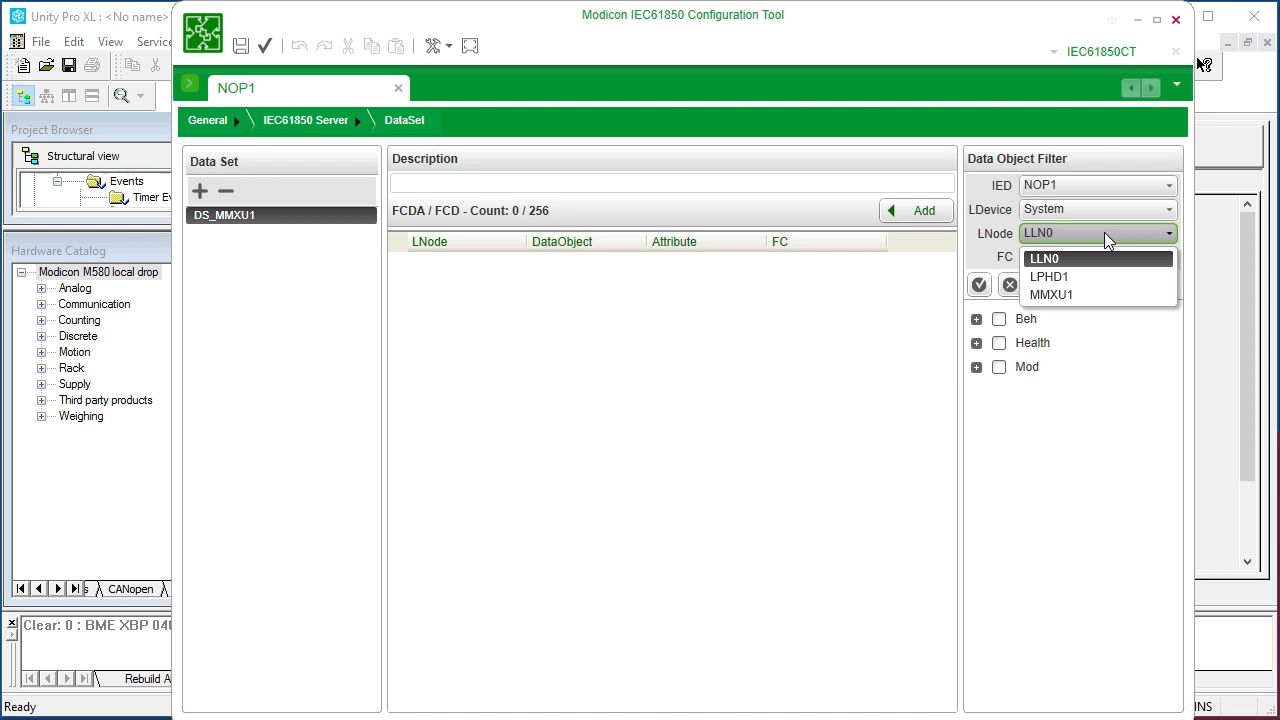 Unity Pro XL : <No name>
File Edit View Service
Project Browser
Structural view
Events
Timer Ev
Hardware Catalog
Modicon M580 local drop
Analog
Communication
Counting
Discrete
Motion
Rack
Supply
Third party products
Weighing
s CANopen
Clear: 0 : BME XBP 040
Rebuild A
Ready
Modicon IEC61850 Configuration Tool
IEC61850CT
NOP1
General IEC61850 Server DataSet
Data Set
DS_MMXU1
Description
FCDA / FCD - Count: 0 / 256
Add
LNode DataObject Attribute FC
Data Object Filter
IED NOP1
LDevice System
LNode LLN0
FC
LLN0
LPHD1
MMXU1
Beh
Health
Mod
INS